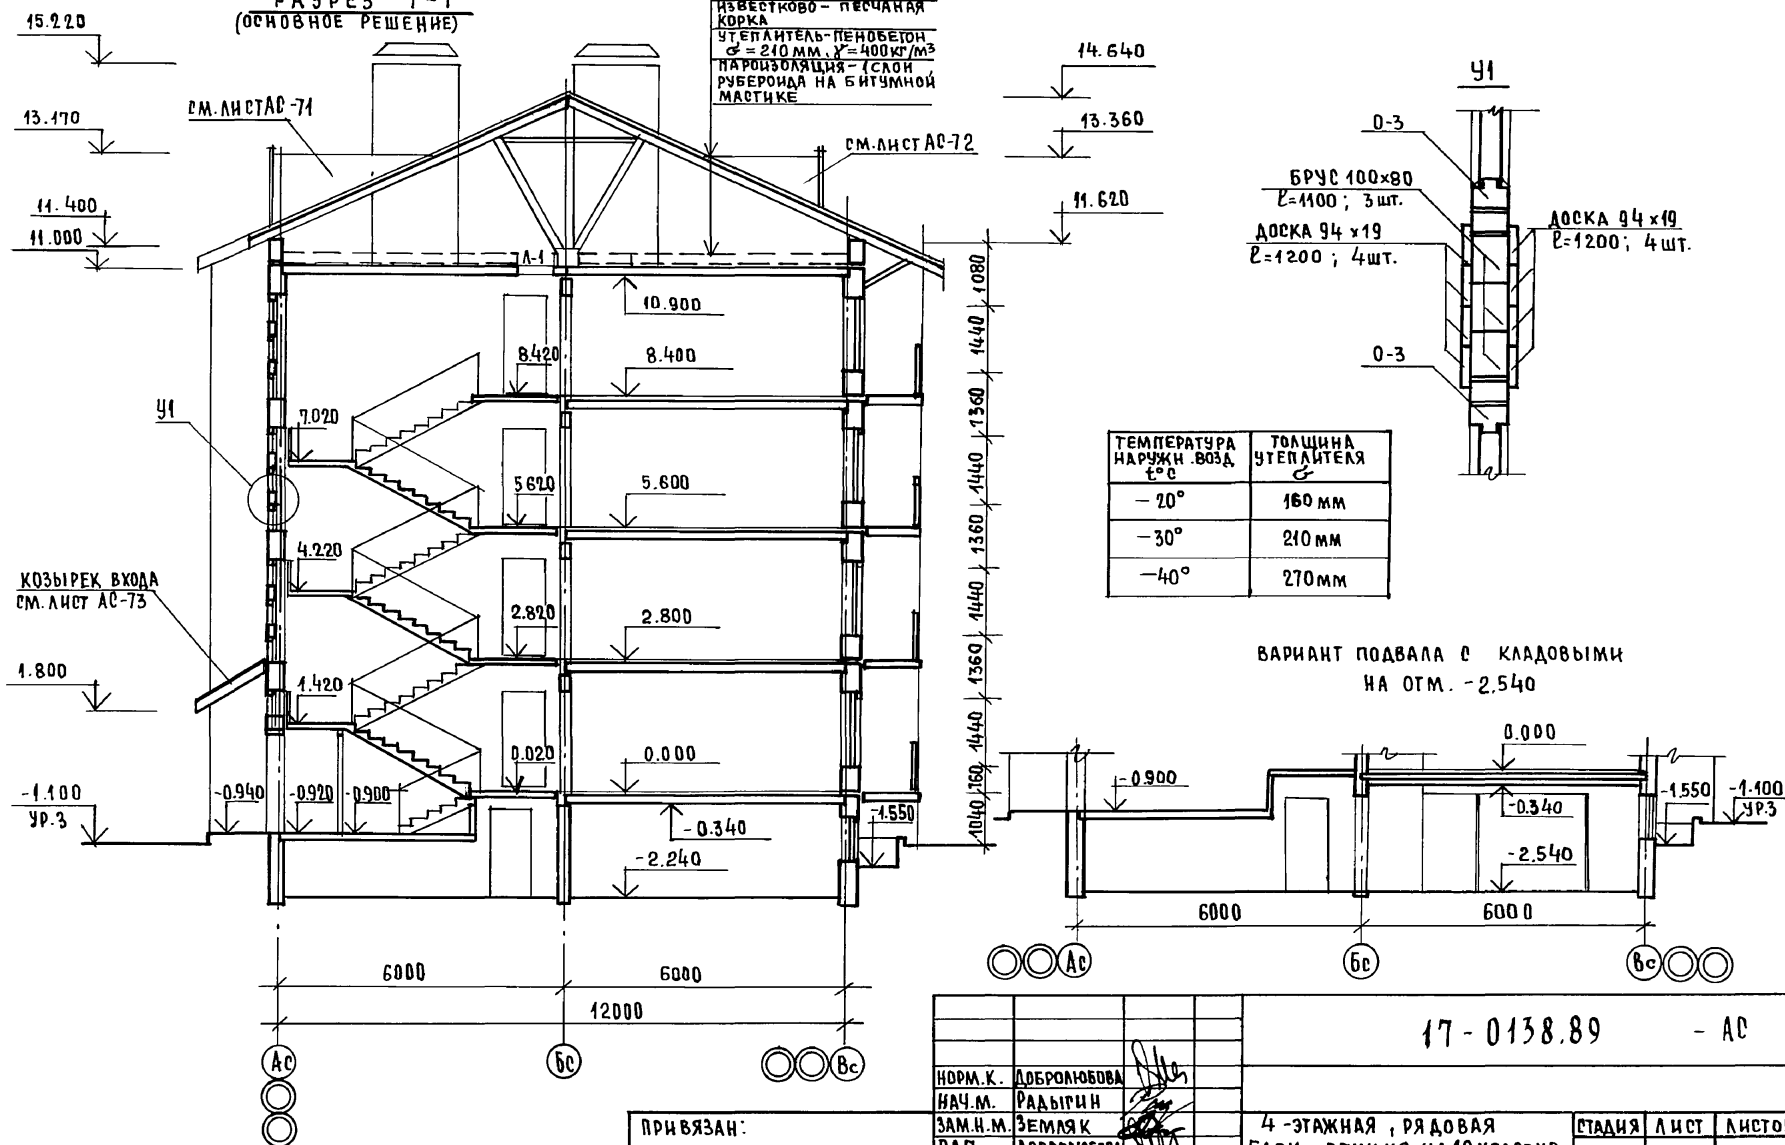 РАЗРЕЗ 1-1
(ОСНОВНОЕ РЕШЕНИЕ)
15.220
13.170
11.400
11.000
1.800
-1.100
УР.З
СМ.ЛИСТ АС-71
ИЗВЕСТКОВО-ПЕСЧАНАЯ
КОРКА
УТЕПЛИТЕЛЬ-ПЕНОБЕТОН
σ=210 ММ, γ=400 КГ/М³
ПАРОИЗОЛЯЦИЯ-1 СЛОЙ
РУБЕРОИДА НА БИТУМНОЙ
МАСТИКЕ
СМ.ЛИСТ АС-72
14.640
13.360
11.620
Л-1
10.900
8.420
8.400
7.020
У1
5.620
5.600
4.220
КОЗЫРЕК ВХОДА
СМ.ЛИСТ АС-73
2.820
2.800
1.420
0.020
0.000
-0.940
-0.920
-0.900
-0.340
-1.550
-2.240
1080
1440
1360
1440
1360
1440
1360
1440
160
1040
6000
6000
12000
Ас
Бс
Вс
У1
О-3
БРУС 100×80
ℓ=1100; 3 шт.
ДОСКА 94×19
ℓ=1200; 4 шт.
ДОСКА 94×19
ℓ=1200; 4 шт.
О-3
ТЕМПЕРАТУРА
НАРУЖН.ВОЗД.
t°С
ТОЛЩИНА
УТЕПЛИТЕЛЯ
σ
-20° 160 мм
-30° 210 мм
-40° 270 мм
ВАРИАНТ ПОДВАЛА С КЛАДОВЫМИ
НА ОТМ. -2,540
0.000
-0.900
-0.340
-1.550
-1.100
УР.З
-2.540
6000
6000
Ас
Бс
Вс
17-0138.89 - АС
НОРМ.К. ДОБРОЛЮБОВА
НАЧ.М. РАДЫГИН
ЗАМ.Н.М. ЗЕМЛЯК
ПРИВЯЗАН:
4-ЭТАЖНАЯ, РЯДОВАЯ
СТАДИЯ ЛИСТ ЛИСТО